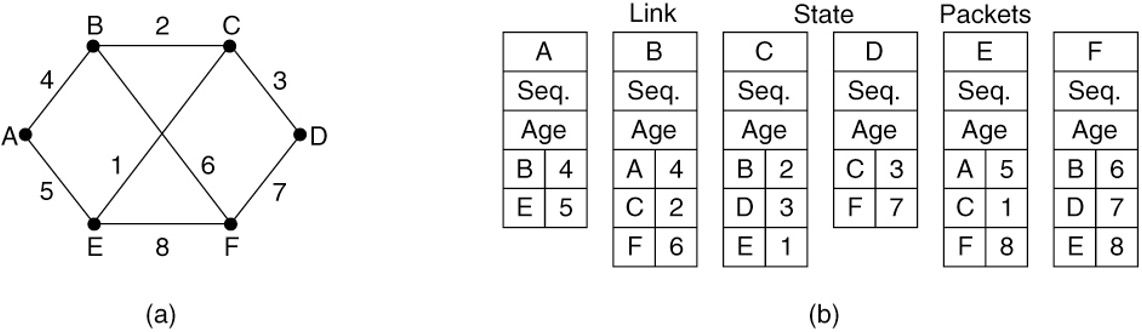 B 2 C
4 3
A D
1 6
5 7
E 8 F
(a)
Link State Packets
A B C D E F
Seq. Seq. Seq. Seq. Seq. Seq.
Age Age Age Age Age Age
B 4 A 4 B 2 C 3 A 5 B 6
E 5 C 2 D 3 F 7 C 1 D 7
F 6 E 1 F 8 E 8
(b)